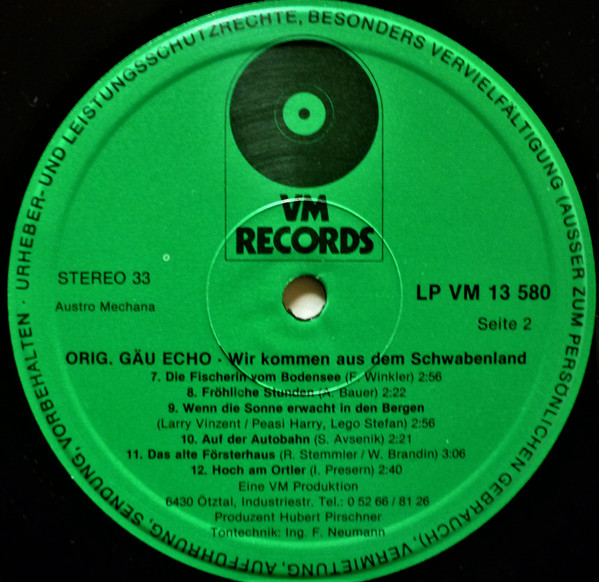 URHEBER- UND LEISTUNGSSCHUTZRECHTE, BESONDERS VERVIELFÄLTIGUNG (AUSSER ZUM PERSÖNLICHEN GEBRAUCH), VERMIETUNG, AUFFÜHRUNG, SENDUNG, VORBEHALTEN ·
VM
RECORDS
STEREO 33
Austro Mechana
LP VM 13 580
Seite 2
ORIG. GÄU ECHO · Wir kommen aus dem Schwabenland
7. Die Fischerin vom Bodensee (F. Winkler) 2:56
8. Fröhliche Stunden (A. Bauer) 2:22
9. Wenn die Sonne erwacht in den Bergen
(Larry Vinzent / Peasi Harry, Lego Stefan) 2:56
10. Auf der Autobahn (S. Avsenik) 2:21
11. Das alte Försterhaus (R. Stemmler / W. Brandin) 3:06
12. Hoch am Ortler (I. Presern) 2:40
Eine VM Produktion
6430 Ötztal, Industriestr. Tel.: 0 52 66 / 81 26
Produzent Hubert Pirschner
Tontechnik: Ing. F. Neumann